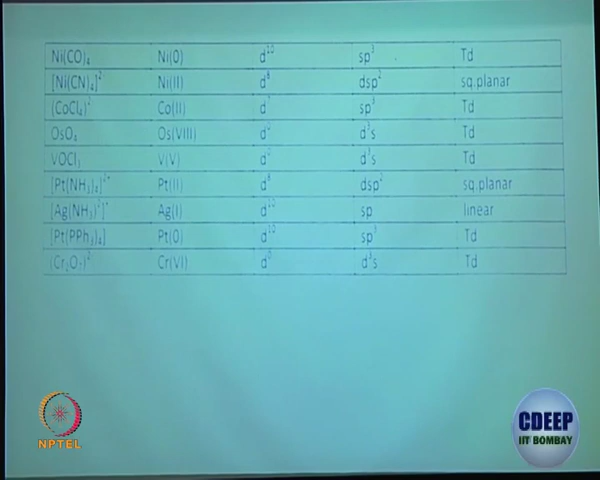 Ni(CO)₄ Ni(0) d¹⁰ sp³ Td
[Ni(CN)₄]² Ni(II) d⁸ dsp² sq.planar
(CoCl₄)² Co(II) d⁷ sp³ Td
OsO₄ Os(VIII) d⁰ d³s Td
VOCl₃ V(V) d⁰ d³s Td
[Pt(NH₃)₄]²⁺ Pt(II) d⁸ dsp² sq.planar
[Ag(NH₃)²]⁺ Ag(I) d¹⁰ sp linear
[Pt(PPh₃)₄] Pt(0) d¹⁰ sp³ Td
(Cr₂O₇)² Cr(VI) d⁰ d³s Td
NPTEL
CDEEP
IIT BOMBAY